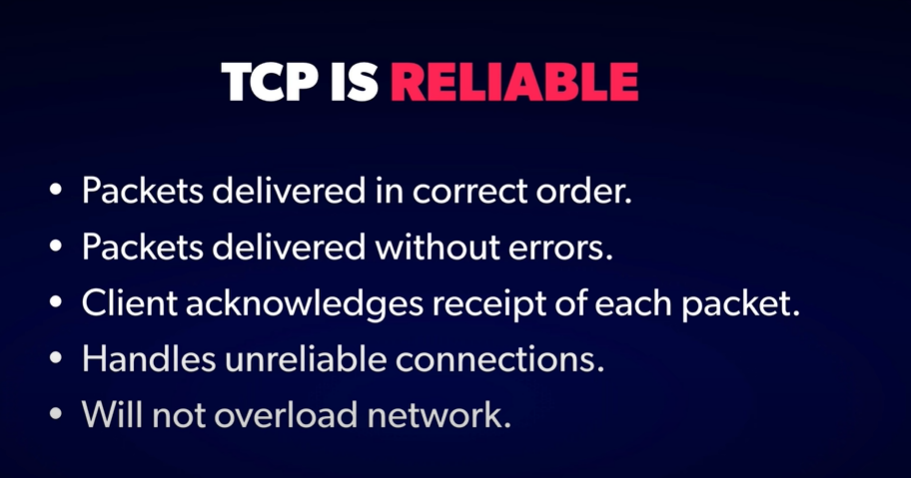 TCP IS RELIABLE
• Packets delivered in correct order.
• Packets delivered without errors.
• Client acknowledges receipt of each packet.
• Handles unreliable connections.
• Will not overload network.